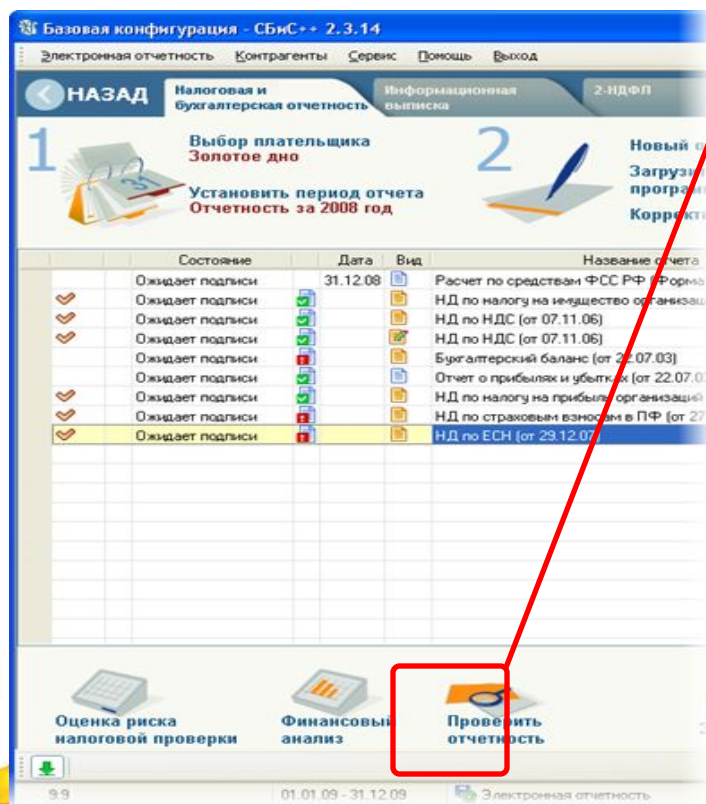 Базовая конфигурация - СБиС++ 2.3.14
Электронная отчетность Контрагенты Сервис Помощь Выход
НАЗАД
Налоговая и
бухгалтерская отчетность
Информационная
выписка
2-НДФЛ
1
Выбор плательщика
Золотое дно
Установить период отчета
Отчетность за 2008 год
2
Новый
Загрузи
програм
Коррект
Состояние Дата Вид Название отчета
Ожидает подписи 31.12.08 Расчет по средствам ФСС РФ (Форма
Ожидает подписи НД по налогу на имущество организац
Ожидает подписи НД по НДС (от 07.11.06)
Ожидает подписи НД по НДС (от 07.11.06)
Ожидает подписи Бухгалтерский баланс (от 22.07.03)
Ожидает подписи Отчет о прибылях и убытках (от 22.07.0
Ожидает подписи НД по налогу на прибыль организаций
Ожидает подписи НД по страховым взносам в ПФ (от 27
Ожидает подписи НД по ЕСН (от 29.12.07)
Оценка риска
налоговой проверки
Финансовый
анализ
Проверить
отчетность
9:9 01.01.09 - 31.12.09 Электронная отчетность